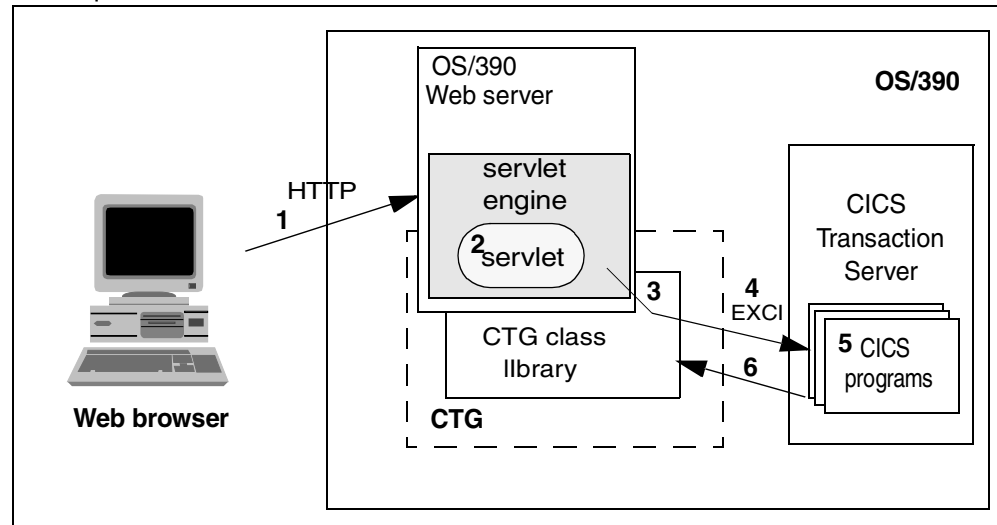 OS/390
Web server
OS/390
HTTP
1
servlet
engine
2
servlet
3
4
EXCI
CICS
Transaction
Server
5 CICS
programs
6
CTG class
lIbrary
CTG
Web browser